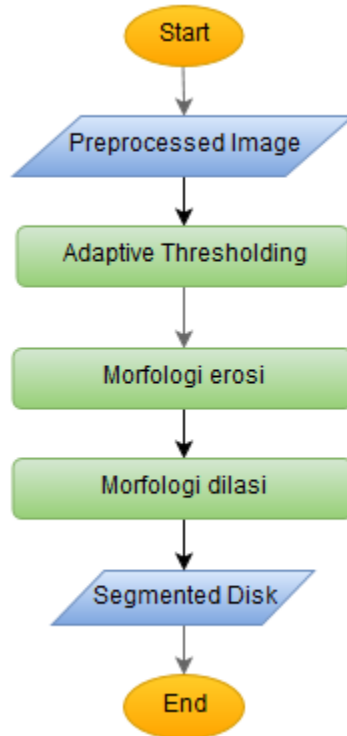 Start
Preprocessed Image
Adaptive Thresholding
Morfologi erosi
Morfologi dilasi
Segmented Disk
End